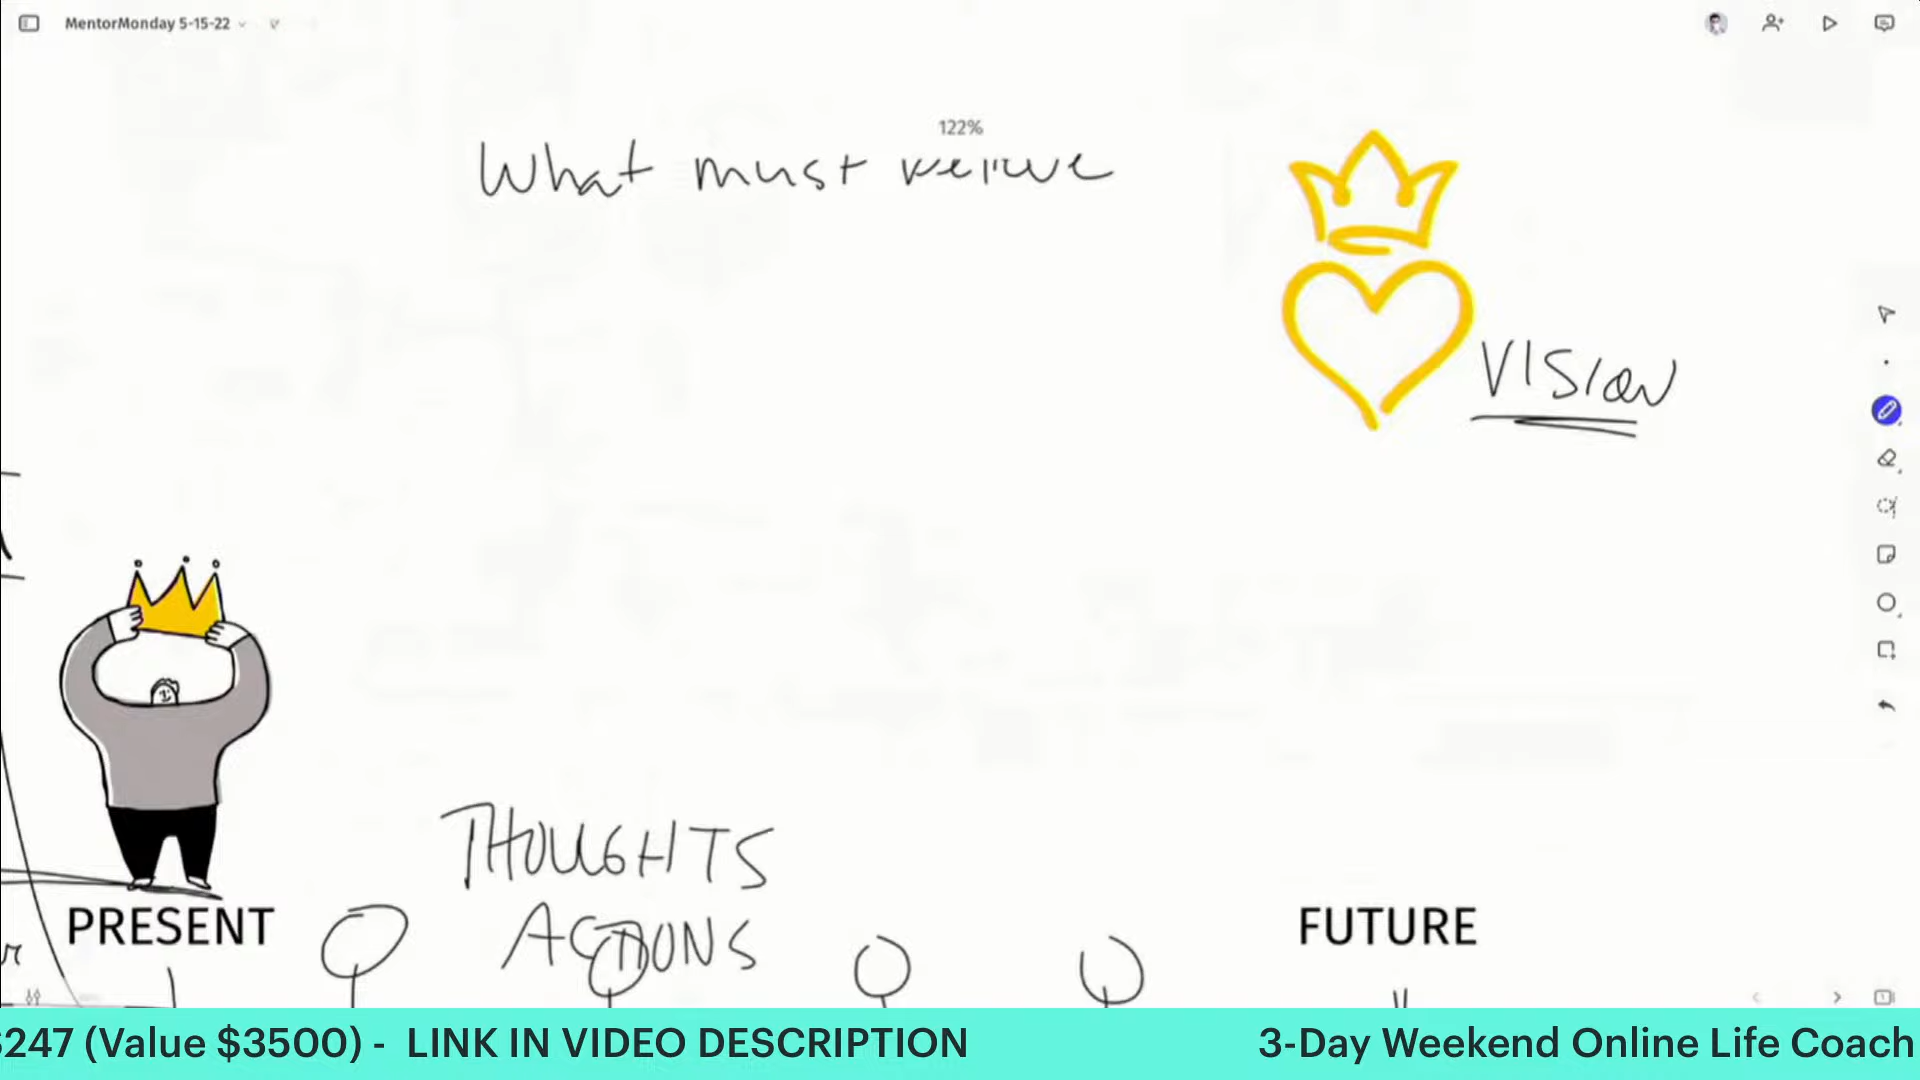 MentorMonday 5-15-22
122%
What must
VISION
THOUGHTS
ACTIONS
PRESENT
FUTURE
247 (Value $3500) - LINK IN VIDEO DESCRIPTION
3-Day Weekend Online Life Coach